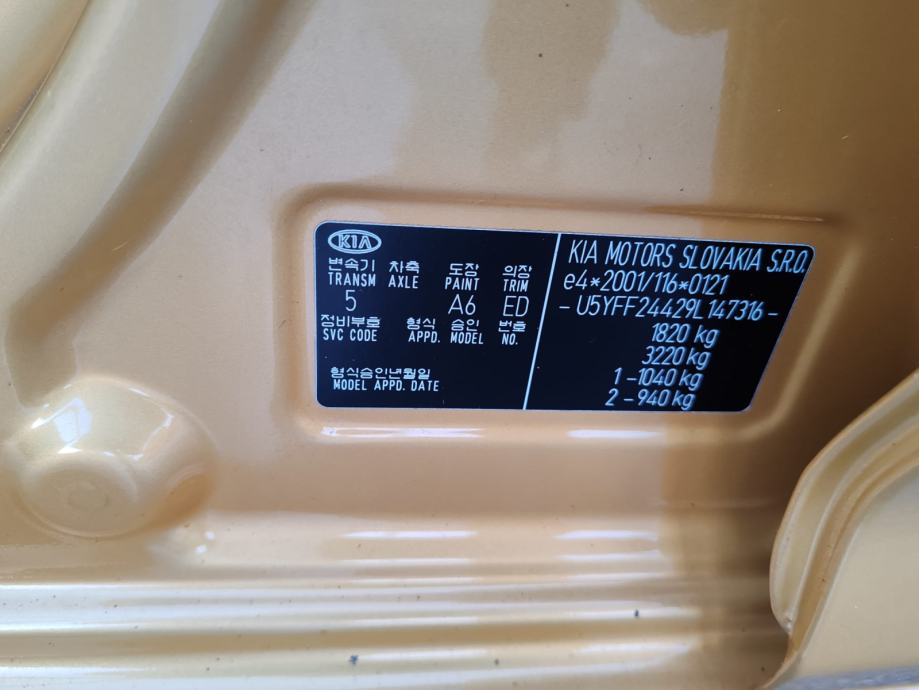 KIA
변속기 차축 도장 의장
TRANSM AXLE PAINT TRIM
5 A6 ED
정비부호 형식 승인 번호
SVC CODE APPD. MODEL NO.
형식승인년월일
MODEL APPD. DATE
KIA MOTORS SLOVAKIA S.R.O.
e4*2001/116*0121
- U5YFF24429L147316 -
1820 kg
3220 kg
1 -1040 kg
2 -940 kg